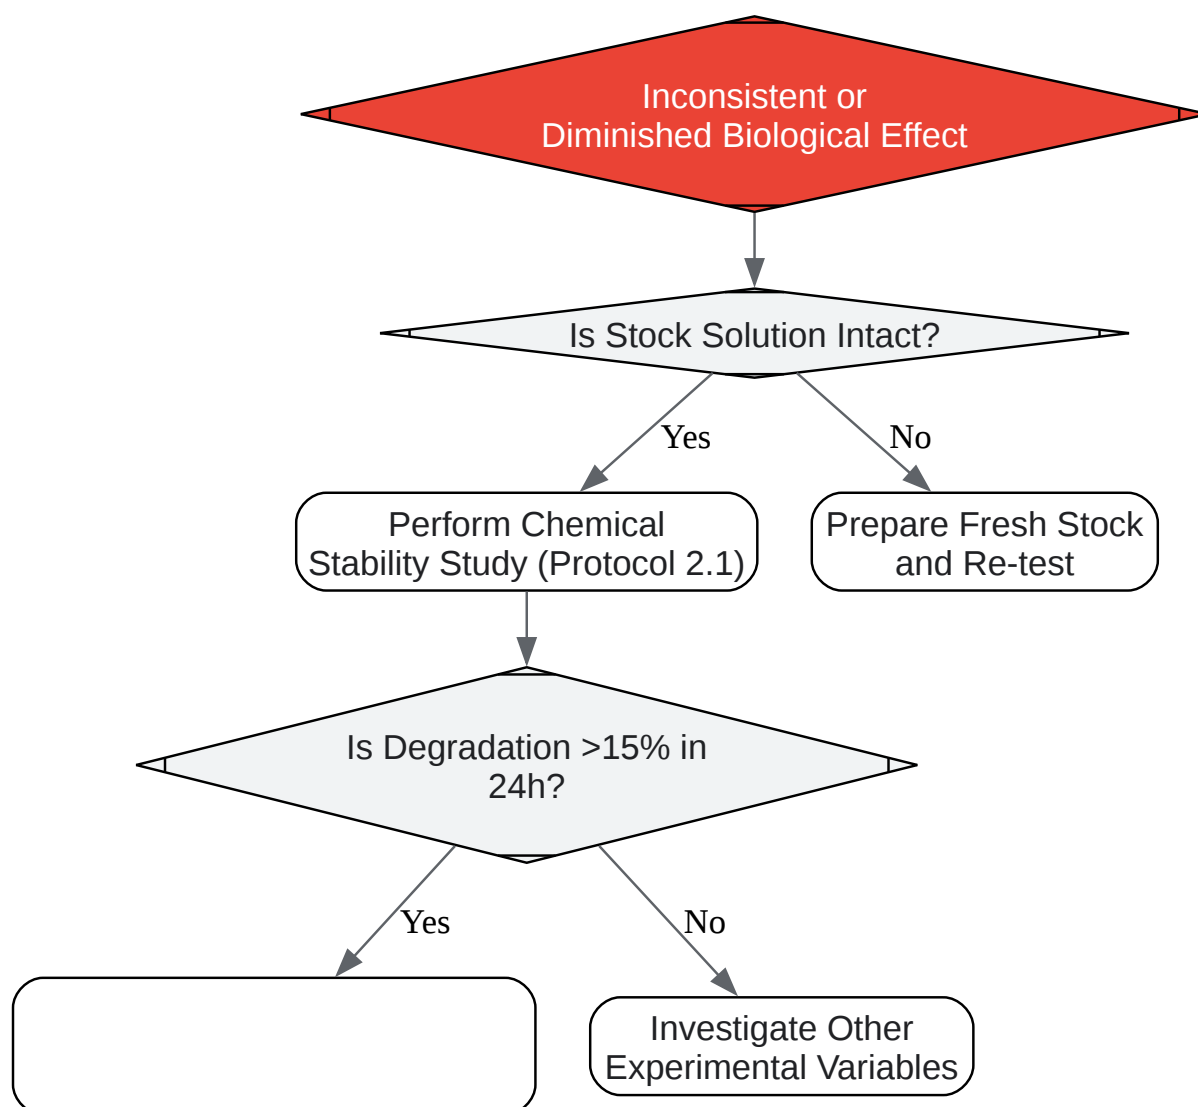 Inconsistent or
Diminished Biological Effect
Is Stock Solution Intact?
Yes
No
Perform Chemical
Stability Study (Protocol 2.1)
Prepare Fresh Stock
and Re-test
Is Degradation >15% in
24h?
Yes
No
Investigate Other
Experimental Variables